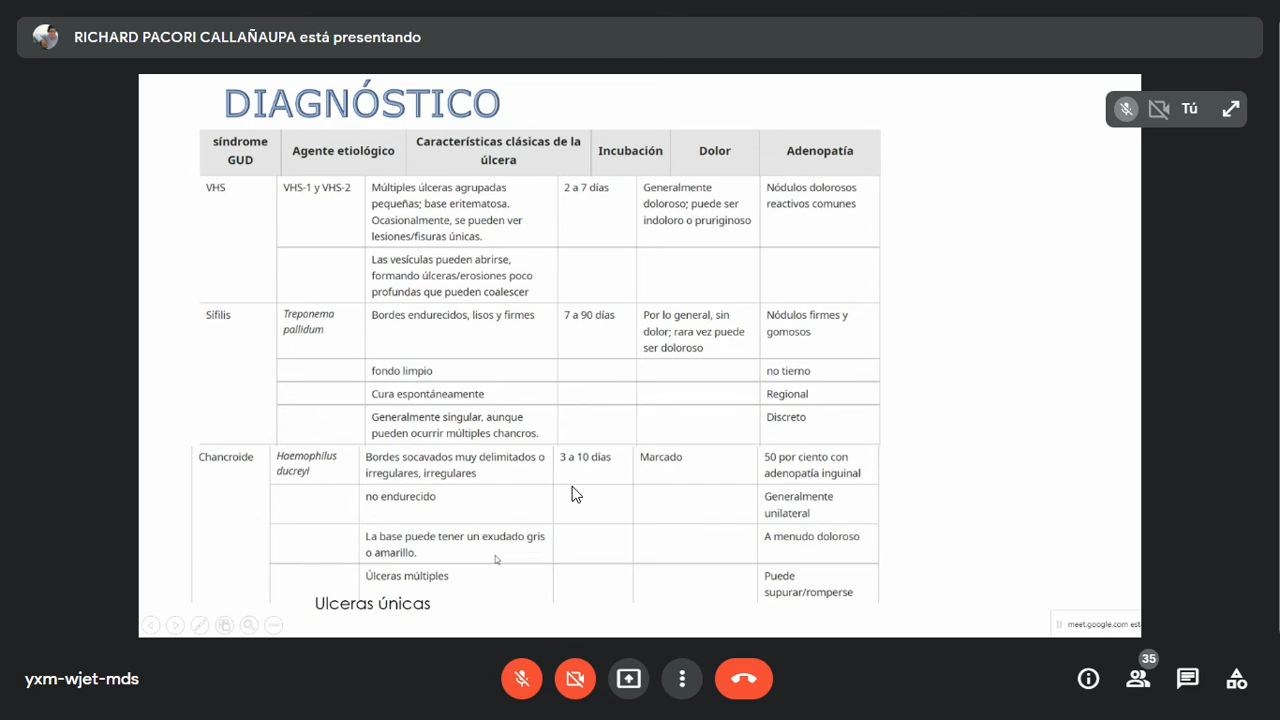 RICHARD PACORI CALLAÑAUPA está presentando
Tú
DIAGNÓSTICO
síndrome GUD
Agente etiológico
Características clásicas de la úlcera
Incubación
Dolor
Adenopatía
VHS
VHS-1 y VHS-2
Múltiples úlceras agrupadas
pequeñas; base eritematosa.
Ocasionalmente, se pueden ver
lesiones/fisuras únicas.
2 a 7 días
Generalmente
doloroso; puede ser
indoloro o pruriginoso
Nódulos dolorosos
reactivos comunes
Las vesículas pueden abrirse,
formando úlceras/erosiones poco
profundas que pueden coalescer
Sífilis
Treponema
pallidum
Bordes endurecidos, lisos y firmes
7 a 90 días
Por lo general, sin
dolor; rara vez puede
ser doloroso
Nódulos firmes y
gomosos
fondo limpio
no tierno
Cura espontáneamente
Regional
Generalmente singular, aunque
pueden ocurrir múltiples chancros.
Discreto
Chancroide
Haemophilus
ducreyi
Bordes socavados muy delimitados o
irregulares, irregulares
3 a 10 días
Marcado
50 por ciento con
adenopatía inguinal
no endurecido
Generalmente
unilateral
La base puede tener un exudado gris
o amarillo.
A menudo doloroso
Úlceras múltiples
Puede
supurar/romperse
Ulceras únicas
meet.google.com est
yxm-wjet-mds
35